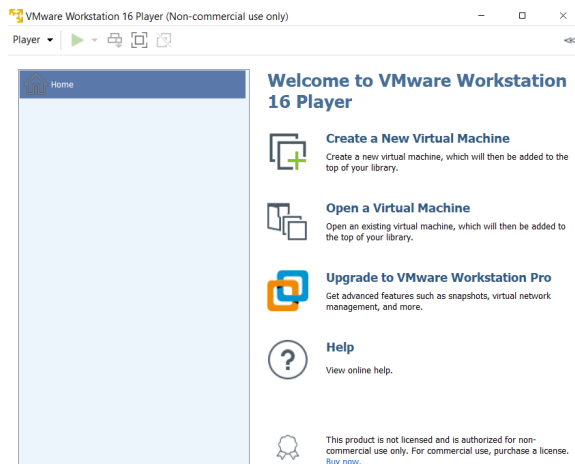 VMware Workstation 16 Player (Non-commercial use only)
Player
Home
Welcome to VMware Workstation
16 Player
Create a New Virtual Machine
Create a new virtual machine, which will then be added to the
top of your library.
Open a Virtual Machine
Open an existing virtual machine, which will then be added to
the top of your library.
Upgrade to VMware Workstation Pro
Get advanced features such as snapshots, virtual network
management, and more.
Help
View online help.
This product is not licensed and is authorized for non-
commercial use only. For commercial use, purchase a license.
Buy now.